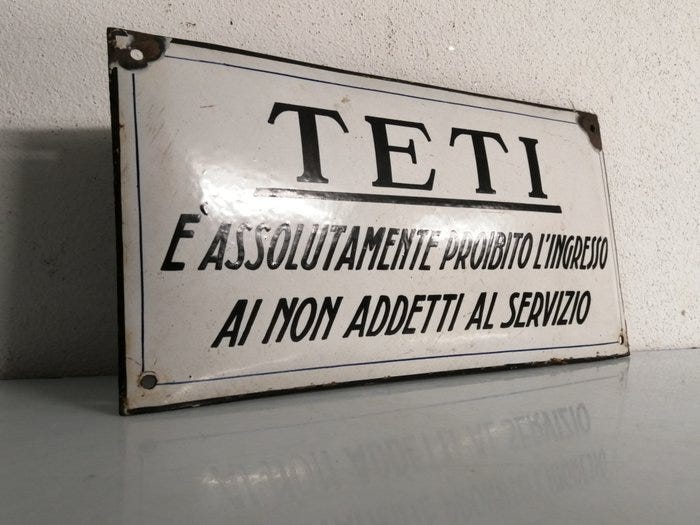 TETI
È ASSOLUTAMENTE PROIBITO L'INGRESSO
AI NON ADDETTI AL SERVIZIO